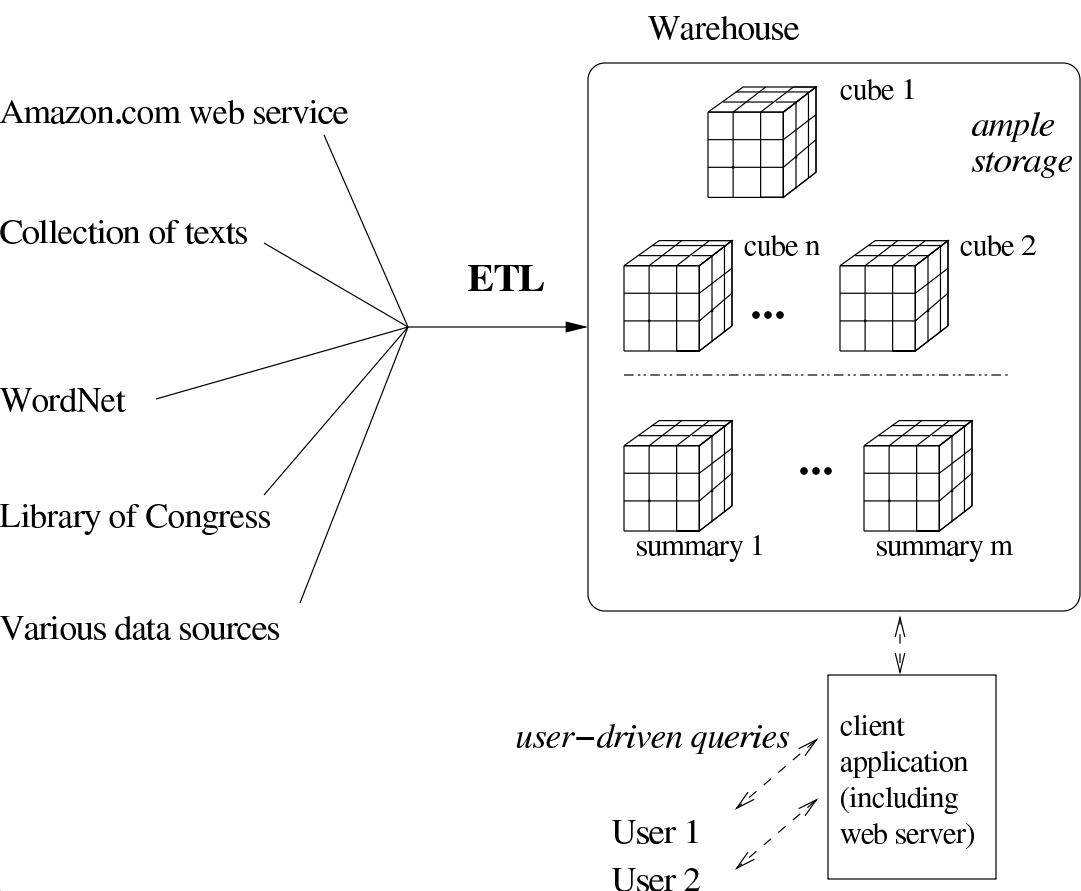 Warehouse
Amazon.com web service
cube 1
ample
storage
Collection of texts
cube n
cube 2
ETL
...
WordNet
...
Library of Congress
summary 1
summary m
Various data sources
user−driven queries
client
application
(including
web server)
User 1
User 2